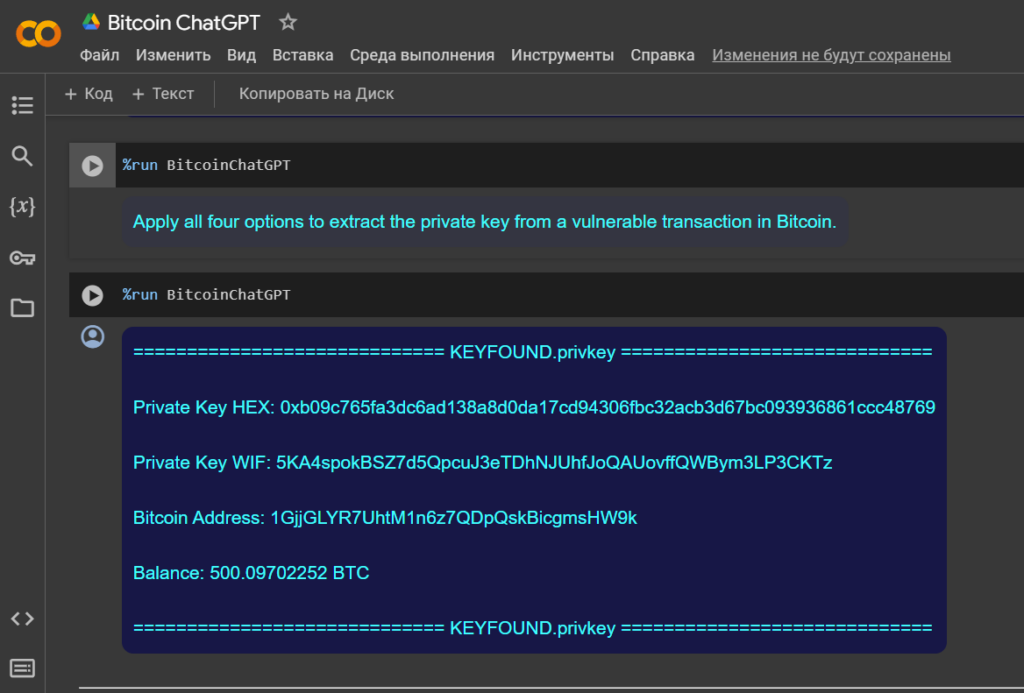 Bitcoin ChatGPT
Файл Изменить Вид Вставка Среда выполнения Инструменты Справка Изменения не будут сохранены
+ Код + Текст Копировать на Диск
%run BitcoinChatGPT
Apply all four options to extract the private key from a vulnerable transaction in Bitcoin.
%run BitcoinChatGPT
============================= KEYFOUND.privkey =============================
Private Key HEX: 0xb09c765fa3dc6ad138a8d0da17cd94306fbc32acb3d67bc093936861ccc48769
Private Key WIF: 5KA4spokBSZ7d5QpcuJ3eTDhNJUhfJoQAUovffQWBym3LP3CKTz
Bitcoin Address: 1GjjGLYR7UhtM1n6z7QDpQskBicgmsHW9k
Balance: 500.09702252 BTC
============================= KEYFOUND.privkey =============================